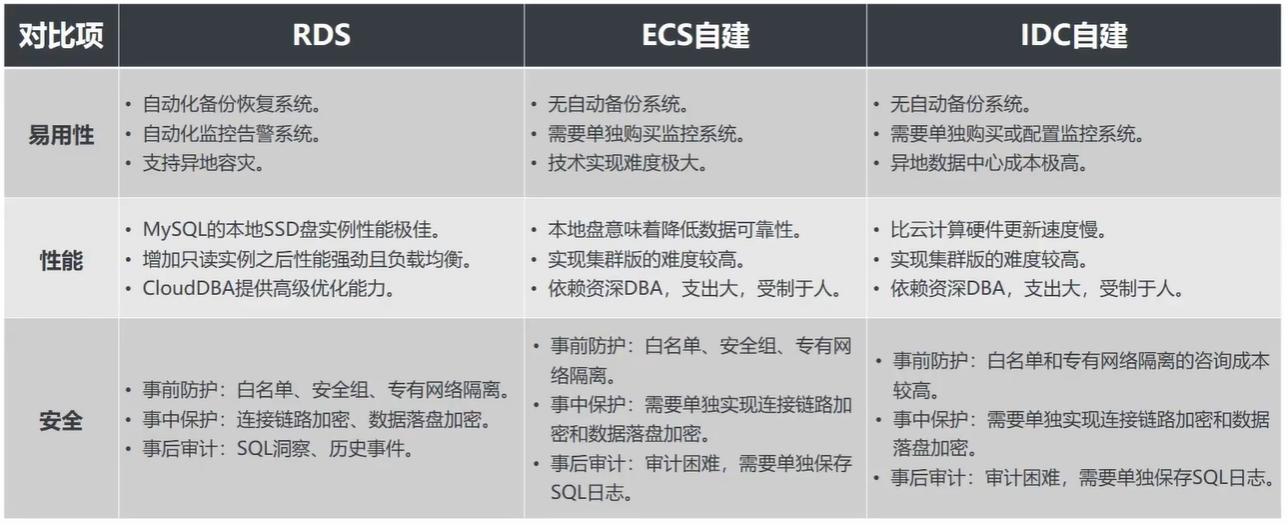 对比项
RDS
ECS自建
IDC自建
易用性
• 自动化备份恢复系统。
• 自动化监控告警系统。
• 支持异地容灾。
• 无自动备份系统。
• 需要单独购买监控系统。
• 技术实现难度极大。
• 无自动备份系统。
• 需要单独购买或配置监控系统。
• 异地数据中心成本极高。
性能
• MySQL的本地SSD盘实例性能极佳。
• 增加只读实例之后性能强劲且负载均衡。
• CloudDBA提供高级优化能力。
• 本地盘意味着降低数据可靠性。
• 实现集群版的难度较高。
• 依赖资深DBA，支出大，受制于人。
• 比云计算硬件更新速度慢。
• 实现集群版的难度较高。
• 依赖资深DBA，支出大，受制于人。
安全
• 事前防护：白名单、安全组、专有网络隔离。
• 事中保护：连接链路加密、数据落盘加密。
• 事后审计：SQL洞察、历史事件。
• 事前防护：白名单、安全组、专有网
络隔离。
• 事中保护：需要单独实现连接链路加
密和数据落盘加密。
• 事后审计：审计困难，需要单独保存
SQL日志。
• 事前防护：白名单和专有网络隔离的咨询成本
较高。
• 事中保护：需要单独实现连接链路加密和数据
落盘加密。
• 事后审计：审计困难，需要单独保存SQL日志。